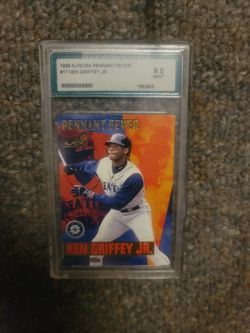 1999 AURORA PENNANT FEVER
#17 KEN GRIFFEY JR
9.0
MINT
PENNANT FEVER
KEN GRIFFEY JR.